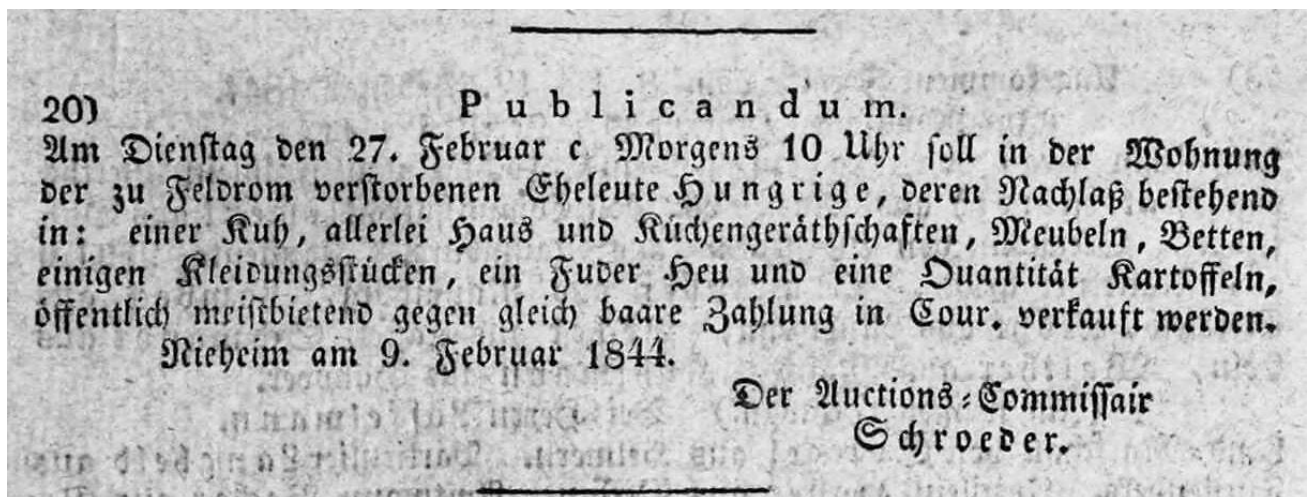 20) Publicandum.
Am Dienſtag den 27. Februar c Morgens 10 Uhr ſoll in der Wohnung
der zu Feldrom verſtorbenen Eheleute Hungrige, deren Nachlaß beſtehend
in: einer Kuh, allerlei Haus und Küchengeräthſchaften, Meubeln, Betten,
einigen Kleidungsſtücken, ein Fuder Heu und eine Quantität Kartoffeln,
öffentlich meiſtbietend gegen gleich baare Zahlung in Cour. verkauft werden.
Nieheim am 9. Februar 1844.
Der Auctions-Commiſſair
Schroeder.